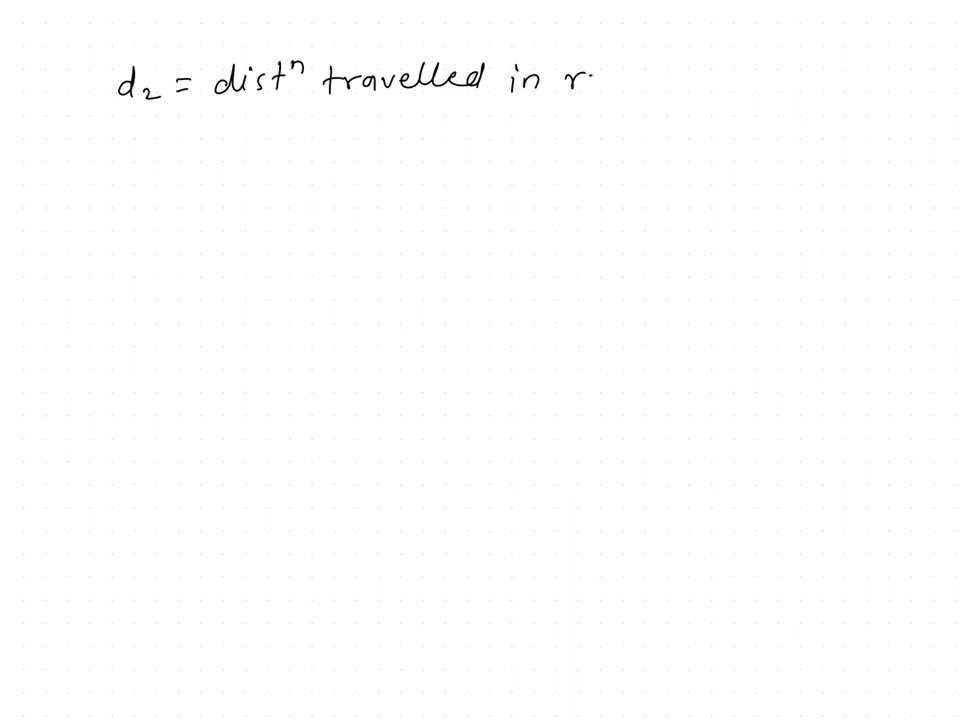 d₂ = distⁿ travelled in r.